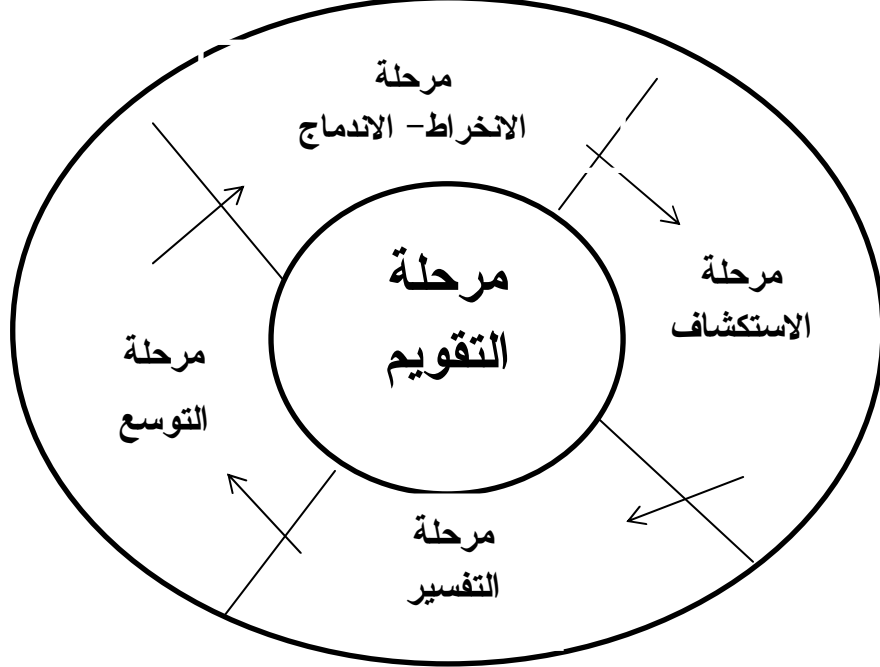 مرحلة
الانخراط- الاندماج
مرحلة
الاستكشاف
مرحلة
التقويم
مرحلة
التوسع
مرحلة
التفسير